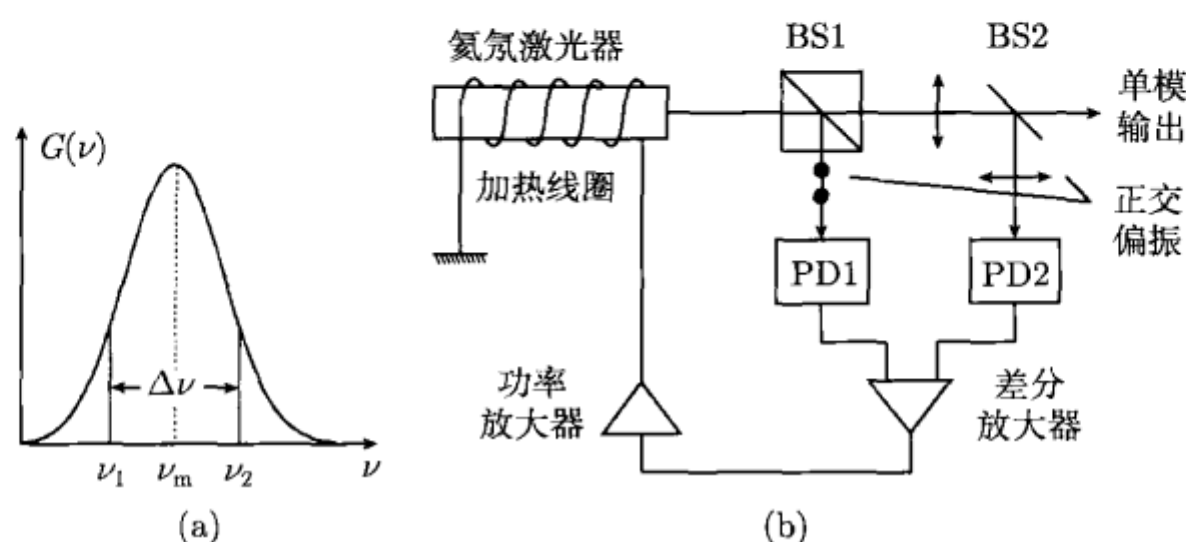 G(ν)
Δν
ν₁
νₘ
ν₂
ν
(a)
氦氖激光器
加热线圈
BS1
BS2
单模
输出
正交
偏振
PD1
PD2
功率
放大器
差分
放大器
(b)